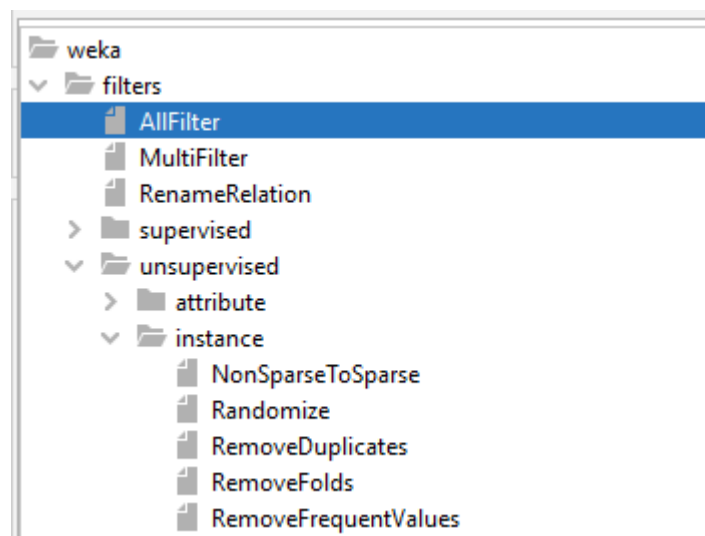 weka
filters
AllFilter
MultiFilter
RenameRelation
supervised
unsupervised
attribute
instance
NonSparseToSparse
Randomize
RemoveDuplicates
RemoveFolds
RemoveFrequentValues